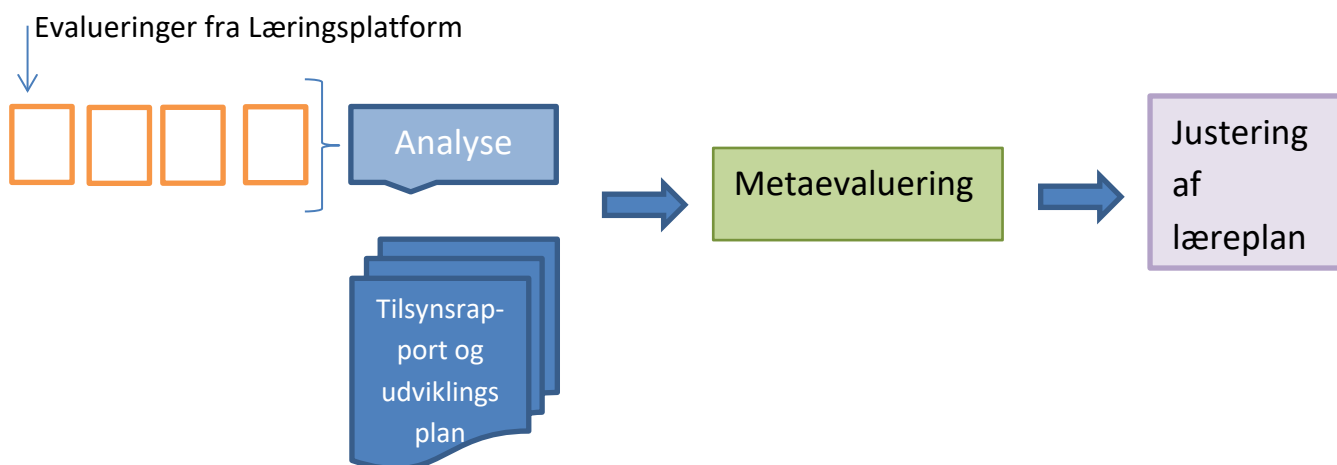 Evalueringer fra Læringsplatform
Analyse
Tilsynsrap-
port og
udviklings
plan
Metaevaluering
Justering
af
læreplan